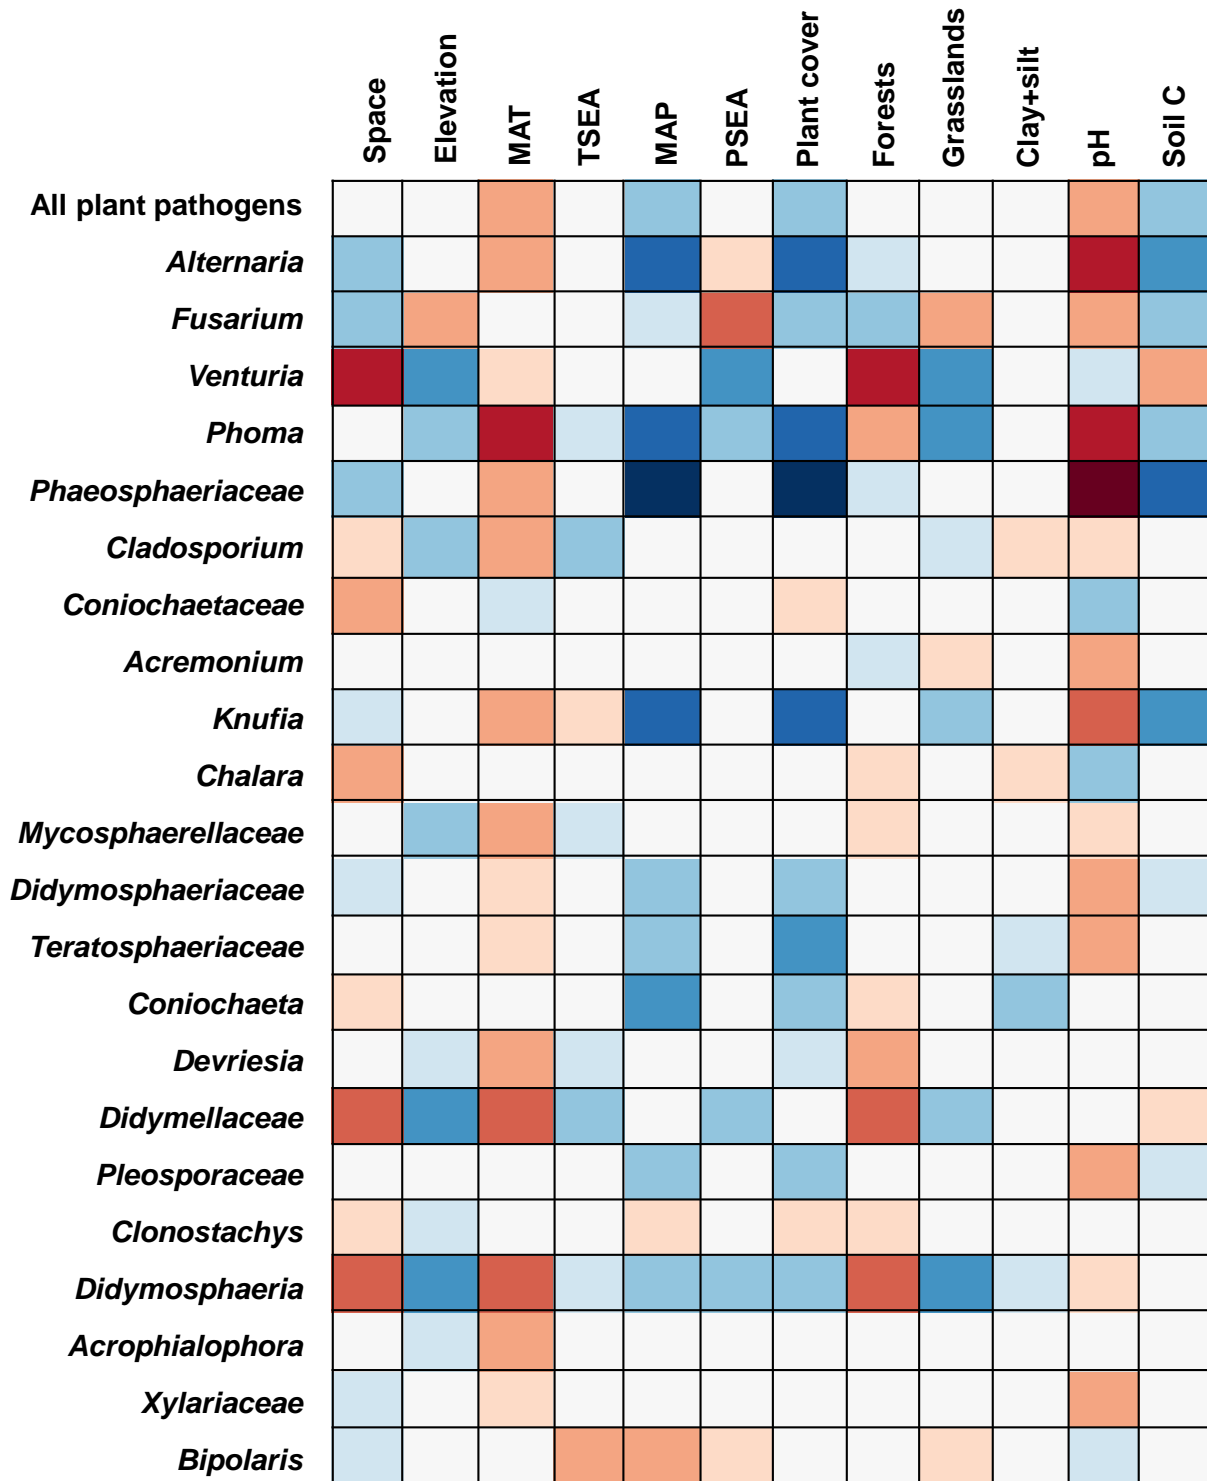 Space
Elevation
MAT
TSEA
MAP
PSEA
Plant cover
Forests
Grasslands
Clay+silt
pH
Soil C
All plant pathogens
Alternaria
Fusarium
Venturia
Phoma
Phaeosphaeriaceae
Cladosporium
Coniochaetaceae
Acremonium
Knufia
Chalara
Mycosphaerellaceae
Didymosphaeriaceae
Teratosphaeriaceae
Coniochaeta
Devriesia
Didymellaceae
Pleosporaceae
Clonostachys
Didymosphaeria
Acrophialophora
Xylariaceae
Bipolaris